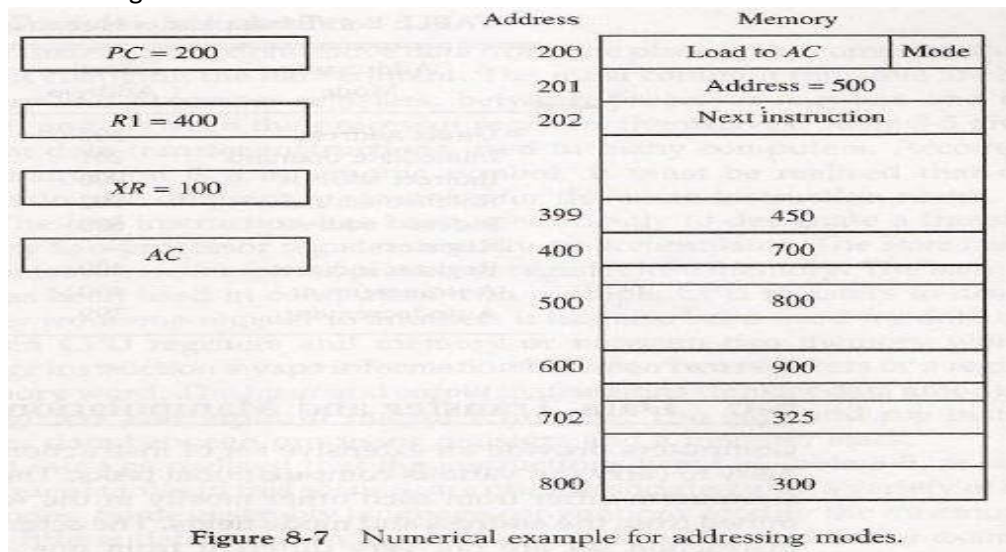 Address Memory
PC = 200 200 Load to AC Mode
201 Address = 500
R1 = 400 202 Next instruction
XR = 100
399 450
AC 400 700
500 800
600 900
702 325
800 300
Figure 8-7 Numerical example for addressing modes.